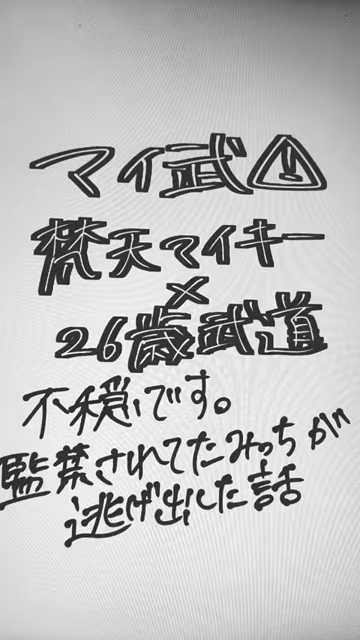 マイ武⚠
梵天マイキー
×
26歳武道
不穏です。
監禁されてたみっちが
逃げ出した話